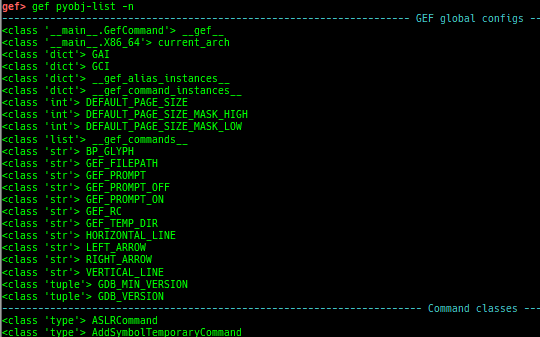 gef> gef pyobj-list -n
---------------------------------------------------------------------- GEF global configs ---
<class '__main__.GefCommand'> __gef__
<class '__main__.X86_64'> current_arch
<class 'dict'> GAI
<class 'dict'> GCI
<class 'dict'> __gef_alias_instances__
<class 'dict'> __gef_command_instances__
<class 'int'> DEFAULT_PAGE_SIZE
<class 'int'> DEFAULT_PAGE_SIZE_MASK_HIGH
<class 'int'> DEFAULT_PAGE_SIZE_MASK_LOW
<class 'list'> __gef_commands__
<class 'str'> BP_GLYPH
<class 'str'> GEF_FILEPATH
<class 'str'> GEF_PROMPT
<class 'str'> GEF_PROMPT_OFF
<class 'str'> GEF_PROMPT_ON
<class 'str'> GEF_RC
<class 'str'> GEF_TEMP_DIR
<class 'str'> HORIZONTAL_LINE
<class 'str'> LEFT_ARROW
<class 'str'> RIGHT_ARROW
<class 'str'> VERTICAL_LINE
<class 'tuple'> GDB_MIN_VERSION
<class 'tuple'> GDB_VERSION
---------------------------------------------------------------------- Command classes ---
<class 'type'> ASLRCommand
<class 'type'> AddSymbolTemporaryCommand